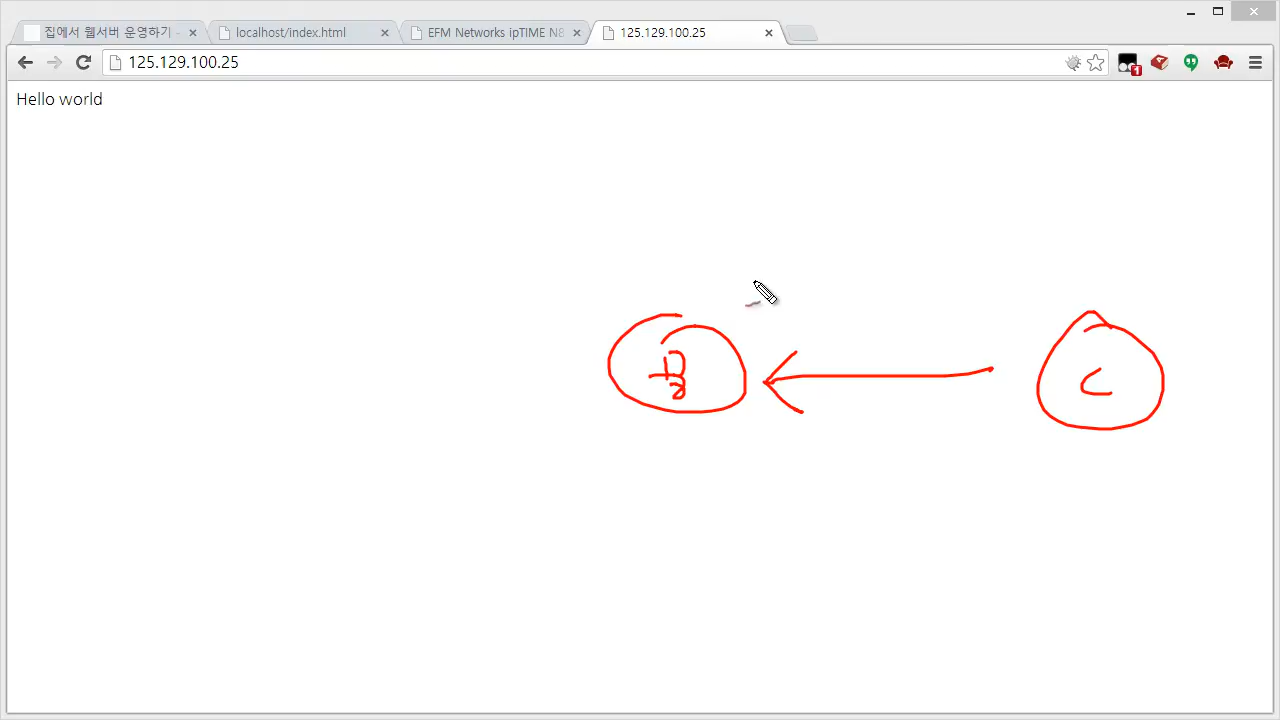 집에서 웹서버 운영하기 -
localhost/index.html
EFM Networks ipTIME N8
125.129.100.25
125.129.100.25
1
Hello world
C